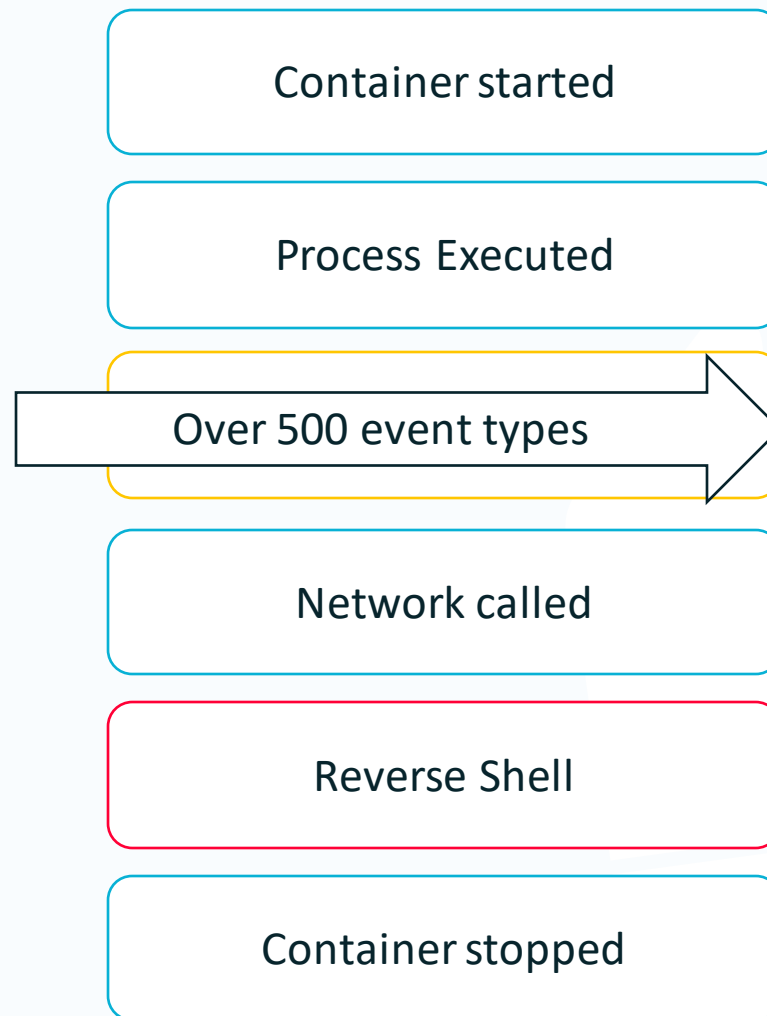 Container started
Process Executed
Over 500 event types
Network called
Reverse Shell
Container stopped